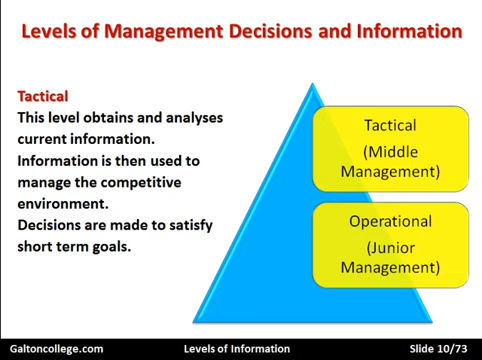 Levels of Management Decisions and Information
Tactical
This level obtains and analyses
current information.
Information is then used to
manage the competitive
environment.
Decisions are made to satisfy
short term goals.
Tactical
(Middle
Management)
Operational
(Junior
Management)
Galtoncollege.com
Levels of Information
Slide 10/73